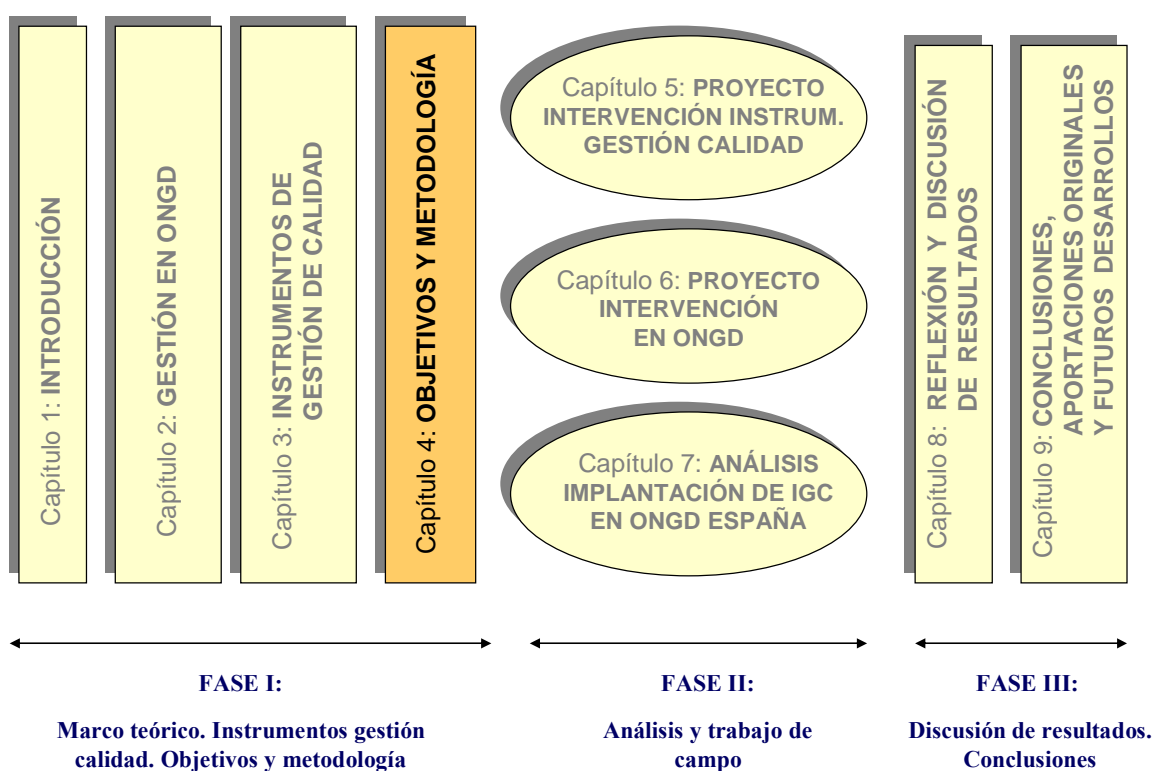 Capítulo 1: INTRODUCCIÓN
Capítulo 2: GESTIÓN EN ONGD
Capítulo 3: INSTRUMENTOS DE
GESTIÓN DE CALIDAD
Capítulo 4: OBJETIVOS Y METODOLOGÍA
Capítulo 5: PROYECTO
INTERVENCIÓN INSTRUM.
GESTIÓN CALIDAD
Capítulo 6: PROYECTO
INTERVENCIÓN
EN ONGD
Capítulo 7: ANÁLISIS
IMPLANTACIÓN DE IGC
EN ONGD ESPAÑA
Capítulo 8: REFLEXIÓN Y DISCUSIÓN
DE RESULTADOS
Capítulo 9: CONCLUSIONES,
APORTACIONES ORIGINALES
Y FUTUROS DESARROLLOS
FASE I:
Marco teórico. Instrumentos gestión
calidad. Objetivos y metodología
FASE II:
Análisis y trabajo de
campo
FASE III:
Discusión de resultados.
Conclusiones